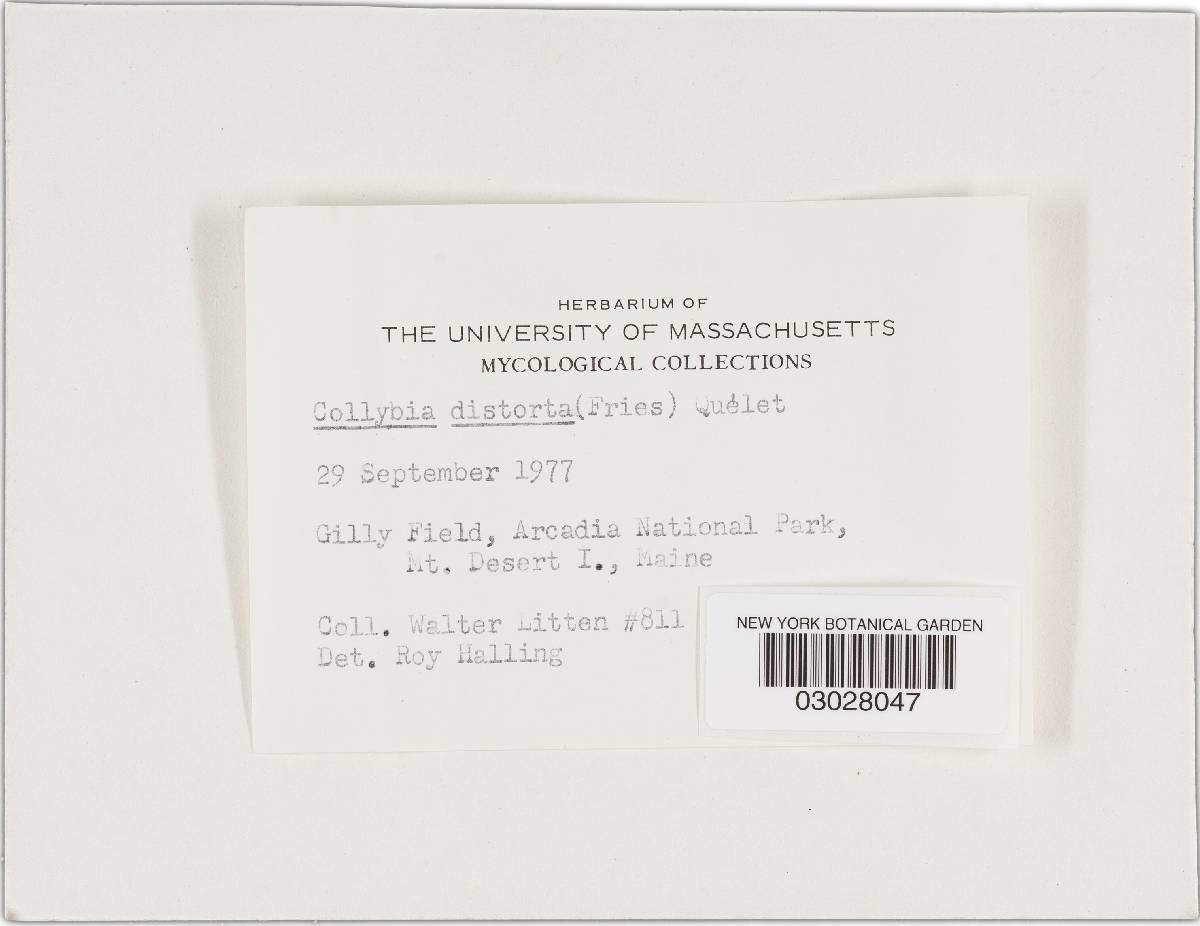 HERBARIUM OF
THE UNIVERSITY OF MASSACHUSETTS
MYCOLOGICAL COLLECTIONS
Collybia distorta(Fries) Quélet
29 September 1977
Gilly Field, Arcadia National Park,
Mt. Desert I., Maine
Coll. Walter Litten #811
Det. Roy Halling
NEW YORK BOTANICAL GARDEN
03028047